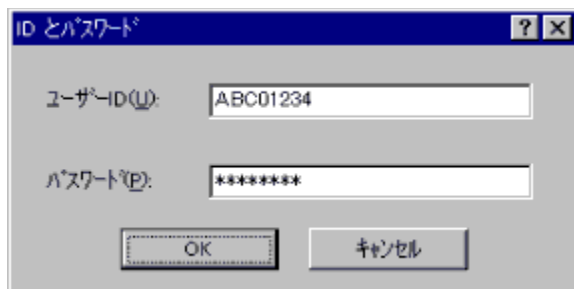 ID とﾊﾟｽﾜｰﾄﾞ
ﾕｰｻﾞｰID(U): ABC01234
ﾊﾟｽﾜｰﾄﾞ(P): ********
OK ｷｬﾝｾﾙ